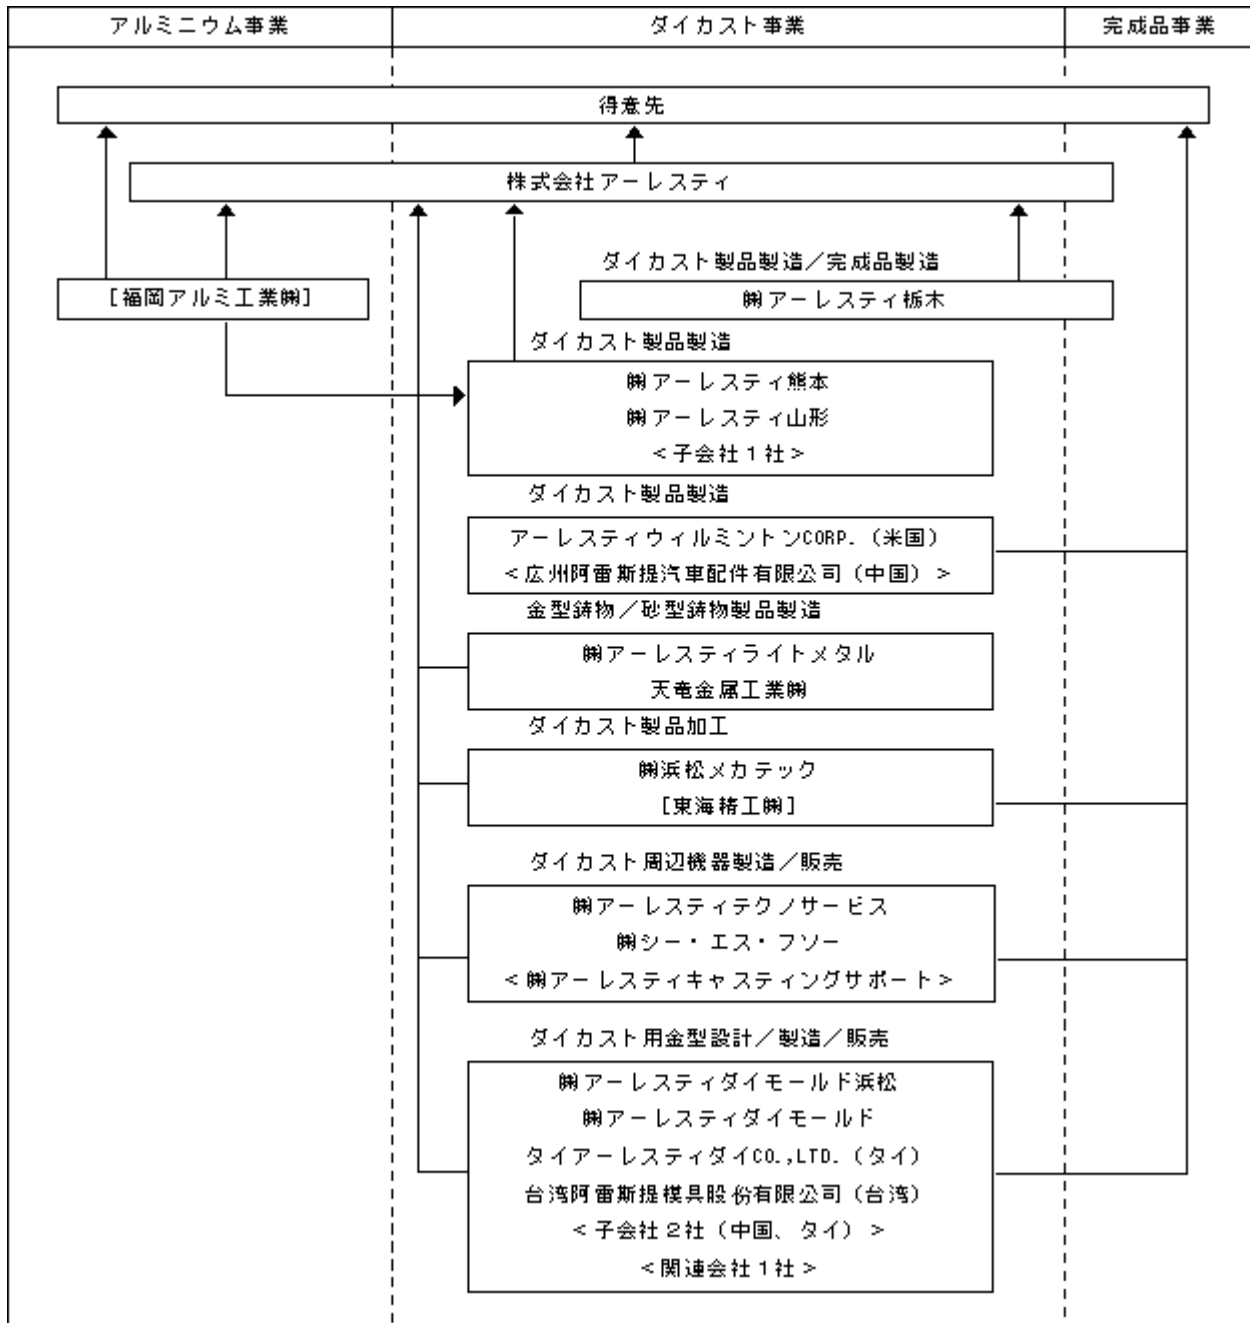 アルミニウム事業
ダイカスト事業
完成品事業
得意先
株式会社アーレスティ
ダイカスト製品製造／完成品製造
[福岡アルミ工業㈱]
㈱アーレスティ栃木
ダイカスト製品製造
㈱アーレスティ熊本
㈱アーレスティ山形
＜子会社１社＞
ダイカスト製品製造
アーレスティウィルミントンCORP.（米国）
＜広州阿雷斯提汽車配件有限公司（中国）＞
金型鋳物／砂型鋳物製品製造
㈱アーレスティライトメタル
天竜金属工業㈱
ダイカスト製品加工
㈱浜松メカテック
[東海精工㈱]
ダイカスト周辺機器製造／販売
㈱アーレスティテクノサービス
㈱シー・エス・フソー
＜㈱アーレスティキャスティングサポート＞
ダイカスト用金型設計／製造／販売
㈱アーレスティダイモールド浜松
㈱アーレスティダイモールド
タイアーレスティダイCO.,LTD.（タイ）
台湾阿雷斯提模具股份有限公司（台湾）
＜子会社２社（中国、タイ）＞
＜関連会社１社＞